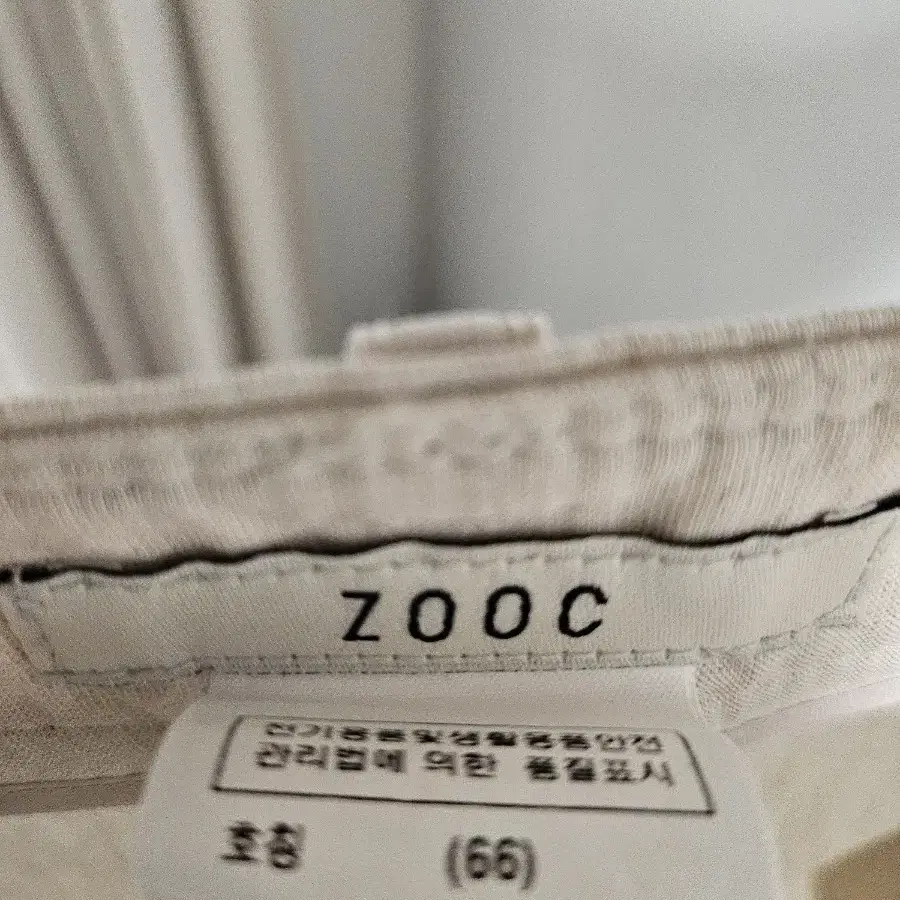 ZOOC
전기용품및생활용품안전
관리법에 의한 품질표시
호칭 (66)